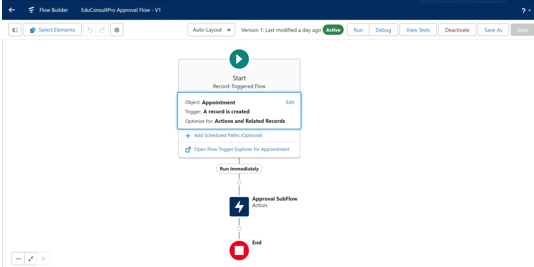 Flow Builder EduConsultPro Approval Flow - V1 ?
Select Elements Auto-Layout Version 1: Last modified a day ago Active Run Debug View Tests Deactivate Save As Save
Start
Record-Triggered Flow
Object: Appointment Edit
Trigger: A record is created
Optimize for: Actions and Related Records
Add Scheduled Paths (Optional)
Open Flow Trigger Explorer for Appointment
Run Immediately
Approval SubFlow
Action
End